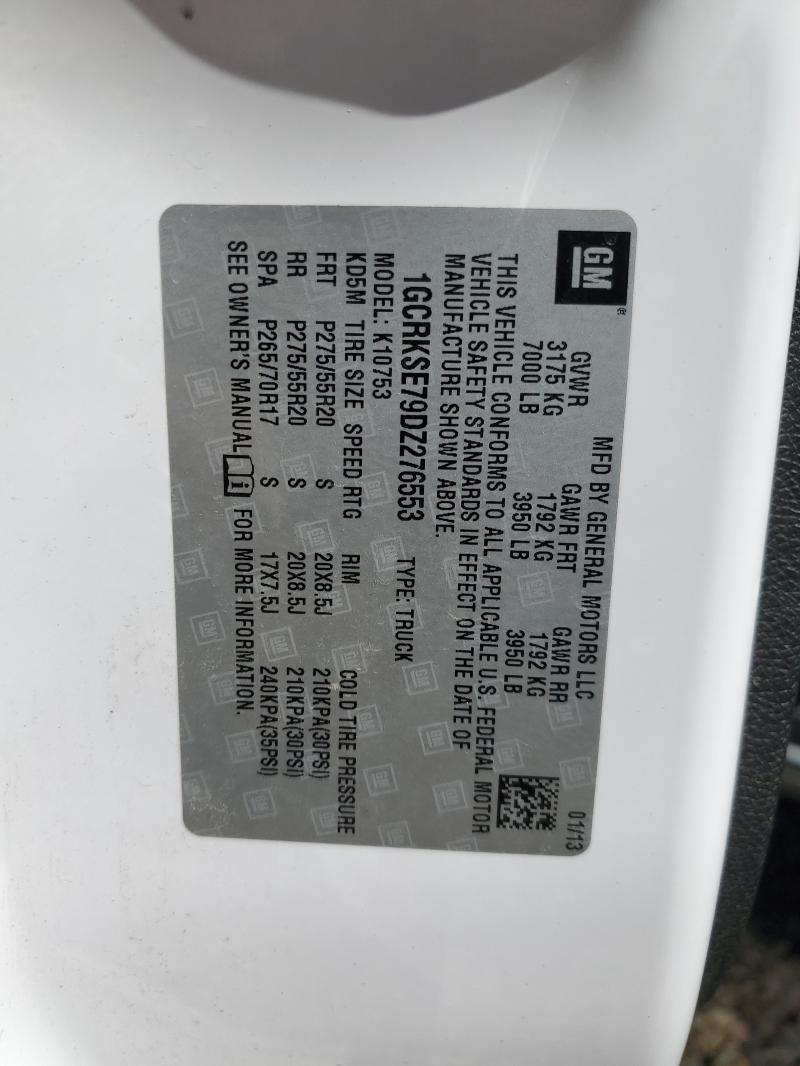 GM
MFD BY GENERAL MOTORS LLC 01/13
GVWR GAWR FRT GAWR RR
3175 KG 1792 KG 1792 KG
7000 LB 3950 LB 3950 LB
THIS VEHICLE CONFORMS TO ALL APPLICABLE U.S. FEDERAL MOTOR
VEHICLE SAFETY STANDARDS IN EFFECT ON THE DATE OF
MANUFACTURE SHOWN ABOVE.
1GCRKSE79DZ276553 TYPE: TRUCK
MODEL: K10753
KD5M TIRE SIZE SPEED RTG RIM COLD TIRE PRESSURE
FRT P275/55R20 S 20X8.5J 210KPA(30PSI)
RR P275/55R20 S 20X8.5J 210KPA(30PSI)
SPA P265/70R17 S 17X7.5J 240KPA(35PSI)
SEE OWNER'S MANUAL i FOR MORE INFORMATION.